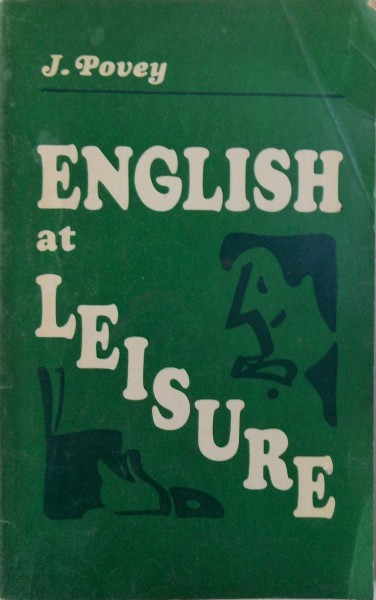 J. Povey
ENGLISH
at
LEISURE